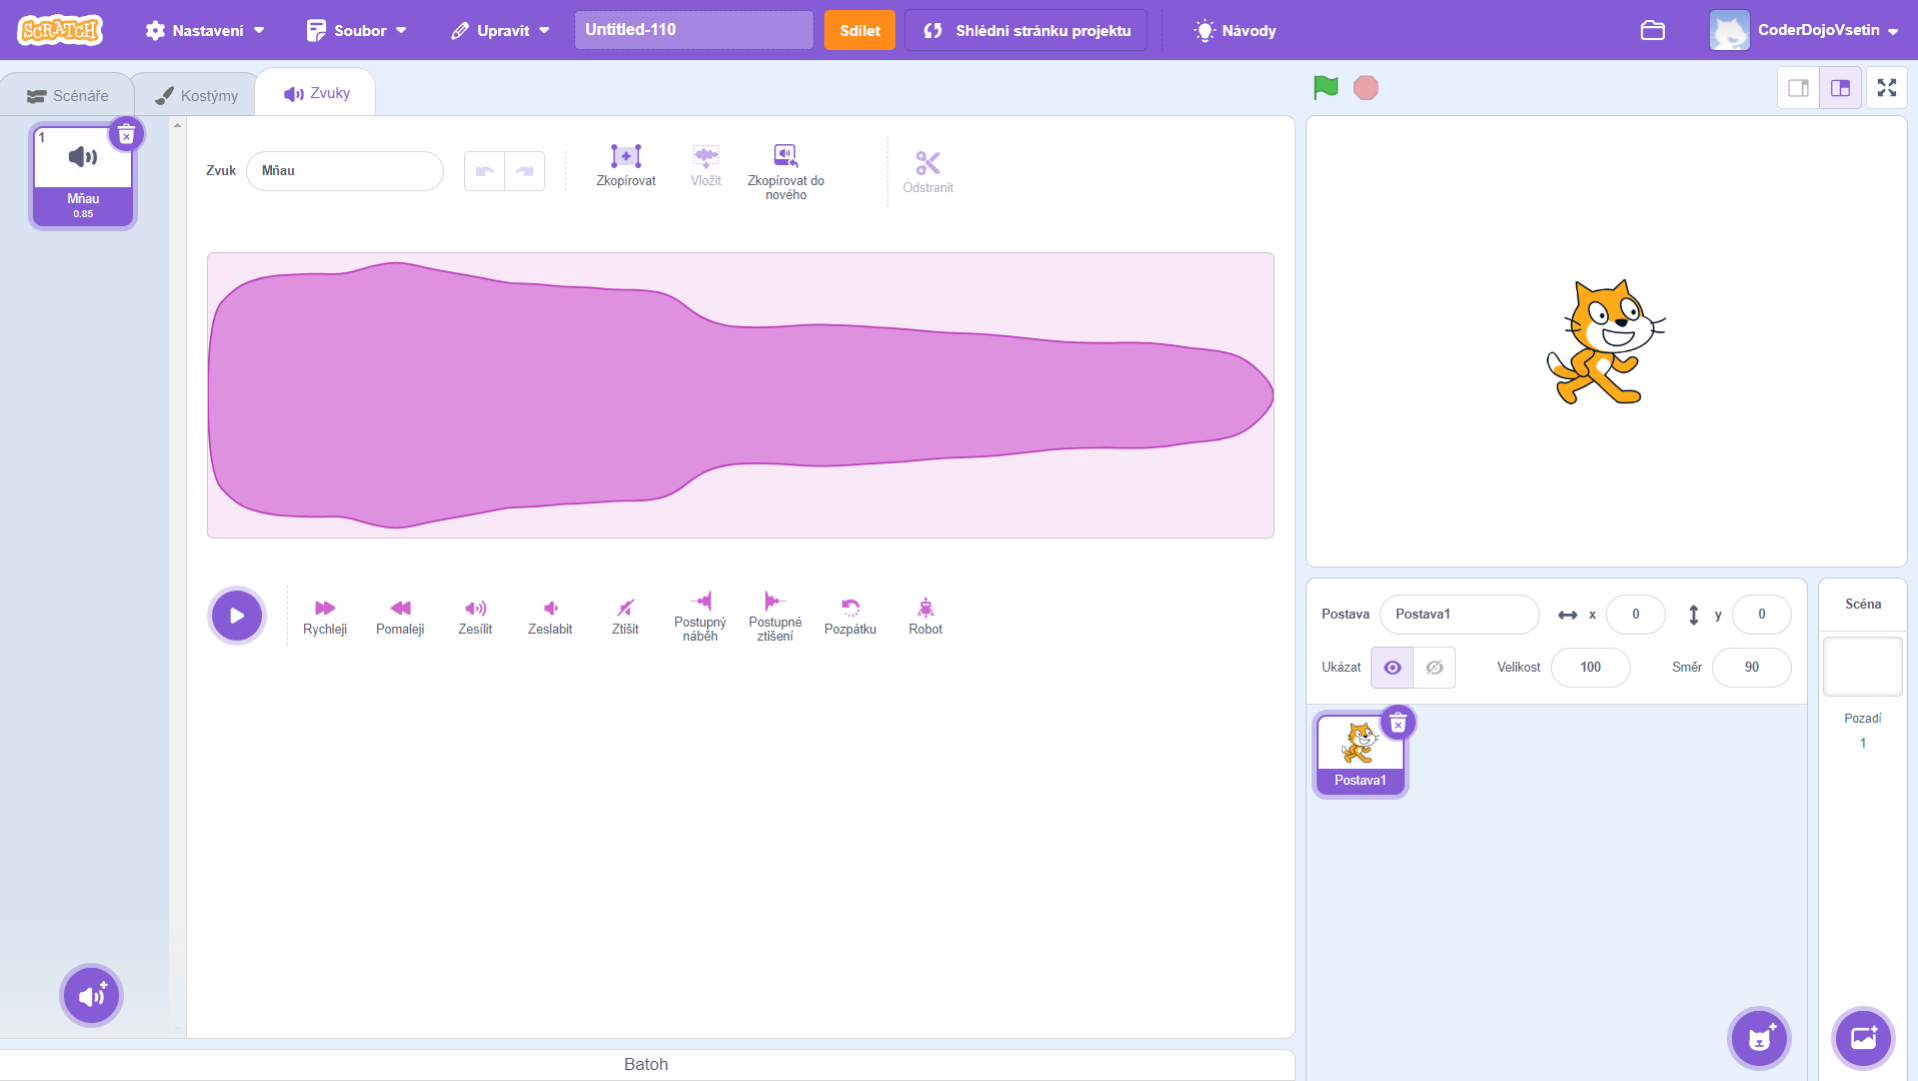 SCRATCH
Nastavení
Soubor
Upravit
Untitled-110
Sdílet
Shlédni stránku projektu
Návody
CoderDojoVsetin
Scénáře
Kostýmy
Zvuky
1
Mňau
0.85
Zvuk
Mňau
Zkopírovat
Vložit
Zkopírovat do
nového
Odstranit
Rychleji
Pomaleji
Zesílit
Zeslabit
Ztišit
Postupný
náběh
Postupné
ztišení
Pozpátku
Robot
Postava
Postava1
x
0
y
0
Ukázat
Velikost
100
Směr
90
Postava1
Scéna
Pozadí
1
Batoh